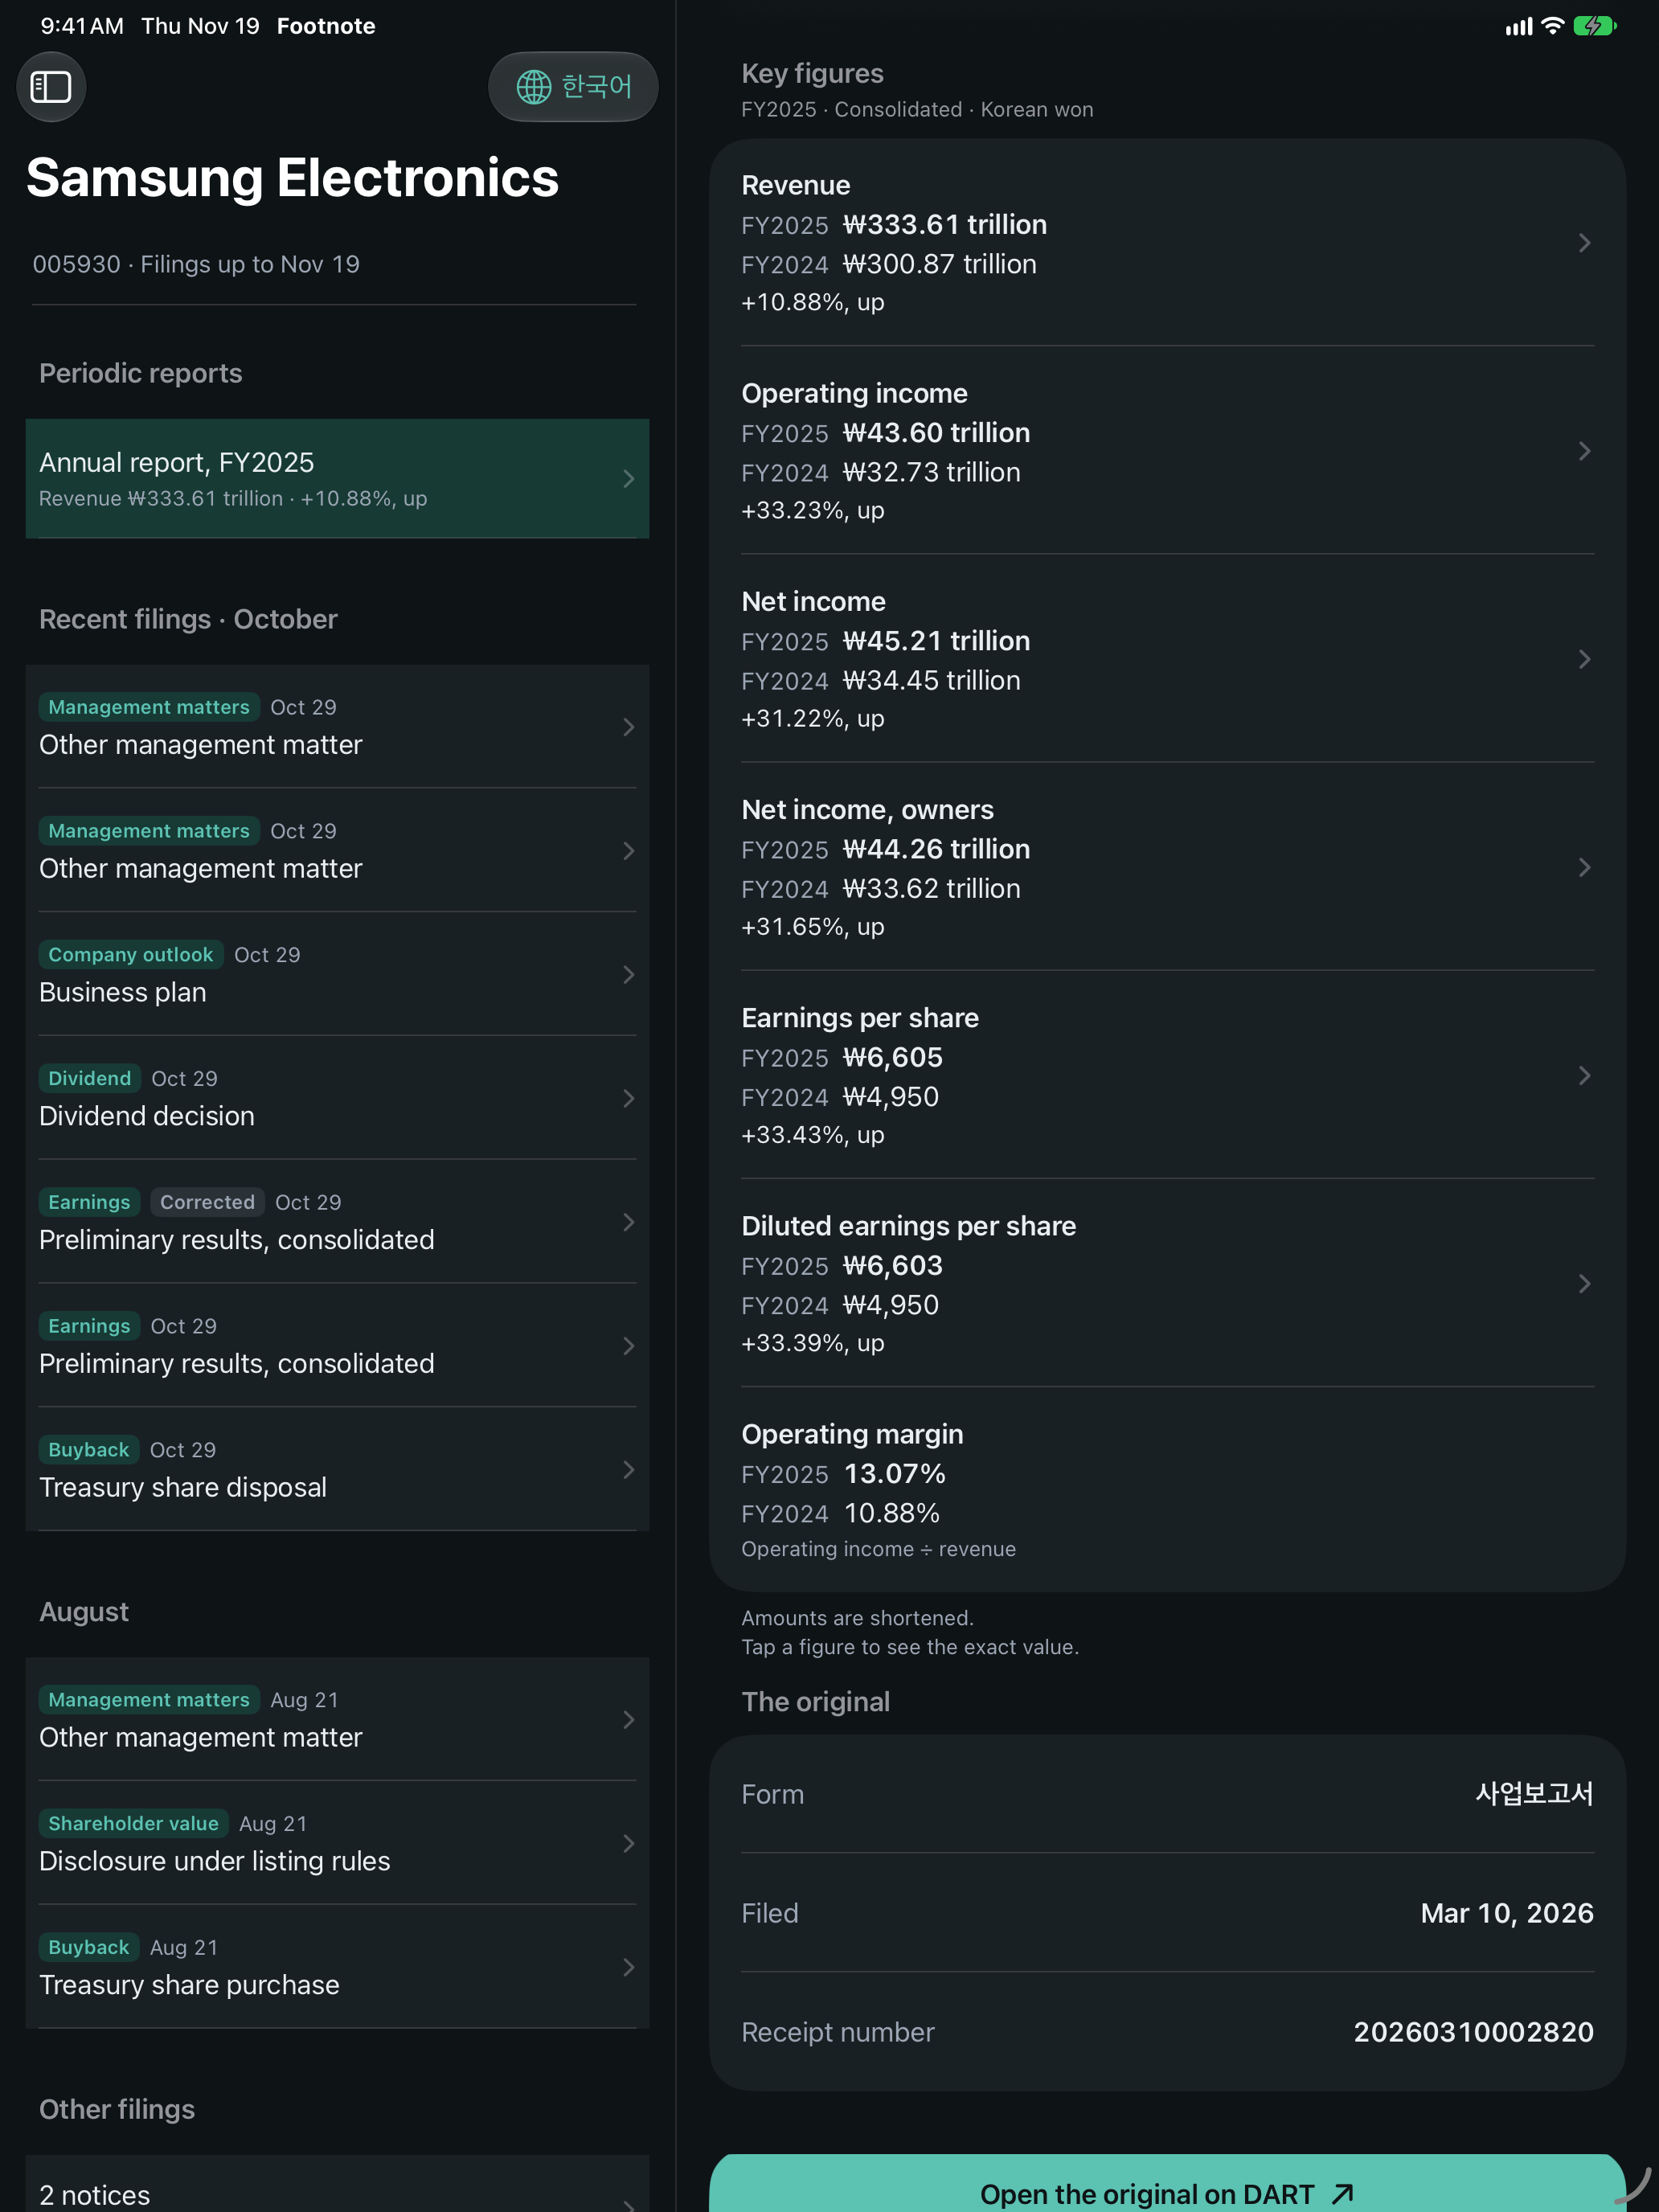 9:41 AM Thu Nov 19 Footnote
한국어
Samsung Electronics
005930 · Filings up to Nov 19
Periodic reports
Annual report, FY2025
Revenue ₩333.61 trillion · +10.88%, up
Recent filings · October
Management matters Oct 29
Other management matter
Management matters Oct 29
Other management matter
Company outlook Oct 29
Business plan
Dividend Oct 29
Dividend decision
Earnings Corrected Oct 29
Preliminary results, consolidated
Earnings Oct 29
Preliminary results, consolidated
Buyback Oct 29
Treasury share disposal
August
Management matters Aug 21
Other management matter
Shareholder value Aug 21
Disclosure under listing rules
Buyback Aug 21
Treasury share purchase
Other filings
2 notices
Key figures
FY2025 · Consolidated · Korean won
Revenue
FY2025 ₩333.61 trillion
FY2024 ₩300.87 trillion
+10.88%, up
Operating income
FY2025 ₩43.60 trillion
FY2024 ₩32.73 trillion
+33.23%, up
Net income
FY2025 ₩45.21 trillion
FY2024 ₩34.45 trillion
+31.22%, up
Net income, owners
FY2025 ₩44.26 trillion
FY2024 ₩33.62 trillion
+31.65%, up
Earnings per share
FY2025 ₩6,605
FY2024 ₩4,950
+33.43%, up
Diluted earnings per share
FY2025 ₩6,603
FY2024 ₩4,950
+33.39%, up
Operating margin
FY2025 13.07%
FY2024 10.88%
Operating income ÷ revenue
Amounts are shortened.
Tap a figure to see the exact value.
The original
Form 사업보고서
Filed Mar 10, 2026
Receipt number 20260310002820
Open the original on DART